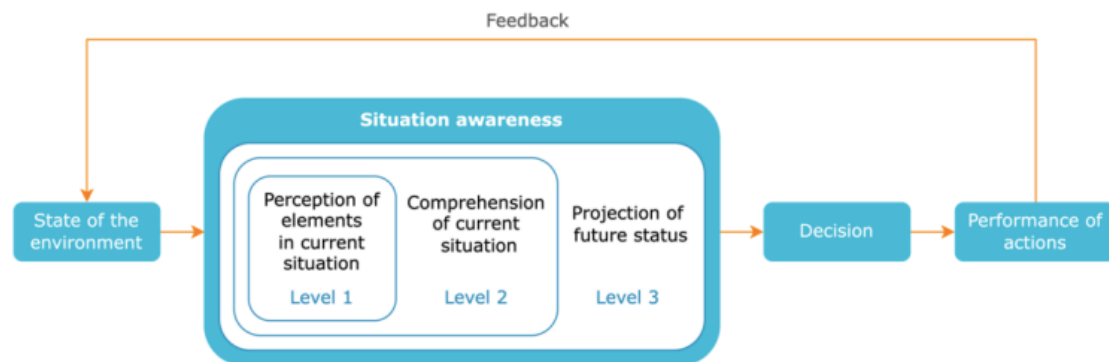 Feedback
Situation awareness
State of the
environment
Perception of
elements
in current
situation
Level 1
Comprehension
of current
situation
Level 2
Projection of
future status
Level 3
Decision
Performance of
actions